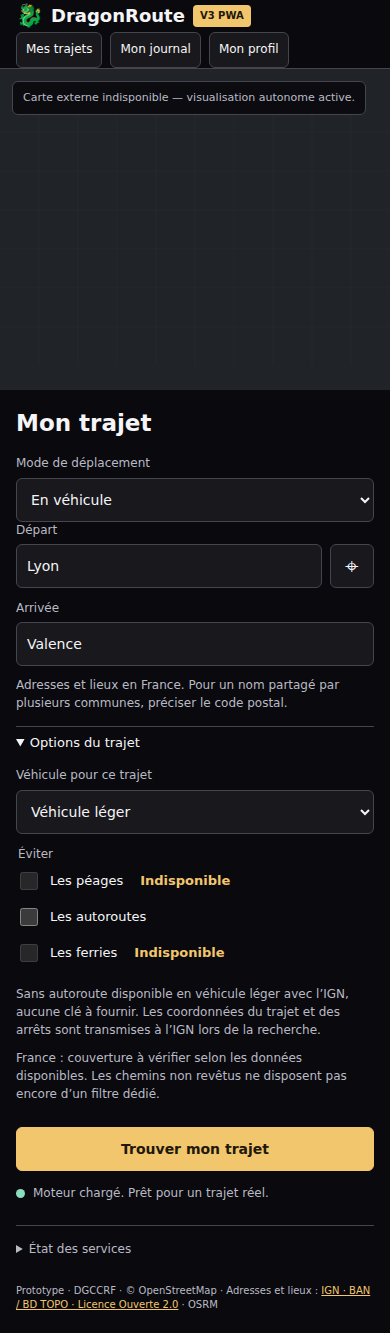 DragonRoute V3 PWA
Mes trajets Mon journal Mon profil
Carte externe indisponible — visualisation autonome active.
Mon trajet
Mode de déplacement
En véhicule
Départ
Lyon
Arrivée
Valence
Adresses et lieux en France. Pour un nom partagé par
plusieurs communes, préciser le code postal.
Options du trajet
Véhicule pour ce trajet
Véhicule léger
Éviter
Les péages Indisponible
Les autoroutes
Les ferries Indisponible
Sans autoroute disponible en véhicule léger avec l’IGN,
aucune clé à fournir. Les coordonnées du trajet et des
arrêts sont transmises à l’IGN lors de la recherche.
France : couverture à vérifier selon les données
disponibles. Les chemins non revêtus ne disposent pas
encore d’un filtre dédié.
Trouver mon trajet
Moteur chargé. Prêt pour un trajet réel.
État des services
Prototype · DGCCRF · © OpenStreetMap · Adresses et lieux : IGN · BAN
/ BD TOPO · Licence Ouverte 2.0 · OSRM